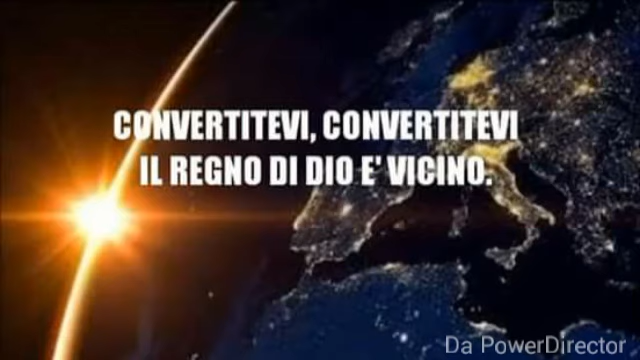 CONVERTITEVI, CONVERTITEVI
IL REGNO DI DIO E' VICINO.
Da PowerDirector